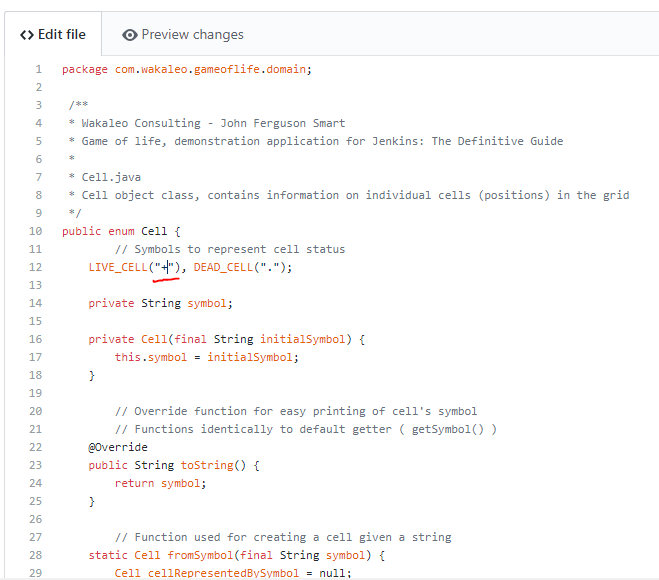 Edit file Preview changes
1 package com.wakaleo.gameoflife.domain;
2
3 /**
4 * Wakaleo Consulting - John Ferguson Smart
5 * Game of life, demonstration application for Jenkins: The Definitive Guide
6 *
7 * Cell.java
8 * Cell object class, contains information on individual cells (positions) in the grid
9 */
10 public enum Cell {
11 // Symbols to represent cell status
12 LIVE_CELL("+"), DEAD_CELL(".");
13
14 private String symbol;
15
16 private Cell(final String initialSymbol) {
17 this.symbol = initialSymbol;
18 }
19
20 // Override function for easy printing of cell's symbol
21 // Functions identically to default getter ( getSymbol() )
22 @Override
23 public String toString() {
24 return symbol;
25 }
26
27 // Function used for creating a cell given a string
28 static Cell fromSymbol(final String symbol) {
29 Cell cellRepresentedBySymbol = null;